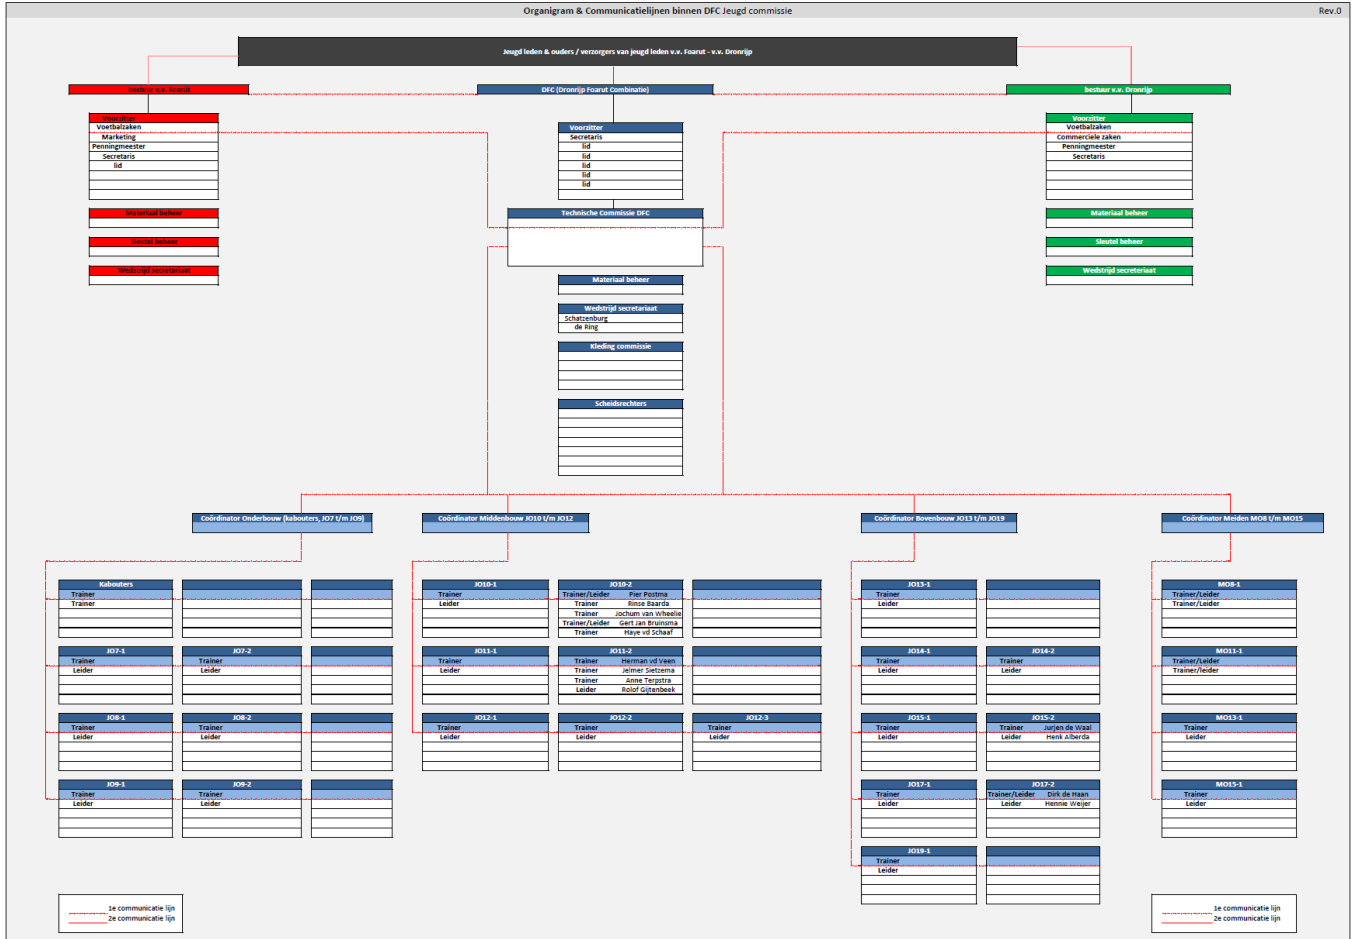 Organigram & Communicatielijnen binnen DFC Jeugd commissie
Rev.0
Jeugd leden & ouders / verzorgers van jeugd leden v.v. Foarut - v.v. Dronrijp
bestuur v.v. Foarut
DFC (Dronrijp Foarut Combinatie)
bestuur v.v. Dronrijp
Voorzitter
Voetbalzaken
Marketing
Penningmeester
Secretaris
lid
Materiaal beheer
Sleutel beheer
Wedstrijd secretariaat
Voorzitter
Secretaris
lid
lid
lid
lid
lid
Technische Commissie DFC
Materiaal beheer
Wedstrijd secretariaat
Schatzenburg
de Ring
Kleding commissie
Scheidsrechters
Voorzitter
Voetbalzaken
Commerciele zaken
Penningmeester
Secretaris
Materiaal beheer
Sleutel beheer
Wedstrijd secreteriaat
Coördinator Onderbouw (kabouters, JO7 t/m JO9)
Coördinator Middenbouw JO10 t/m JO12
Coördinator Bovenbouw JO13 t/m JO19
Coördinator Meiden MO8 t/m MO15
Kabouters
Trainer
Trainer
JO7-1
Trainer
Leider
JO7-2
Trainer
Leider
JO8-1
Trainer
Leider
JO8-2
Trainer
Leider
JO9-1
Trainer
Leider
JO9-2
Trainer
Leider
JO10-1
Trainer
Leider
JO10-2
Trainer/Leider Pier Postma
Trainer Rinse Baarda
Trainer Jochum van Wheelie
Trainer/Leider Gert Jan Bruinsma
Trainer Haye vd Schaaf
JO11-1
Trainer
Leider
JO11-2
Trainer Herman vd Veen
Trainer Jelmer Sietzema
Trainer Anne Terpstra
Leider Rolof Gijtenbeek
JO12-1
Trainer
Leider
JO12-2
Trainer
Leider
JO12-3
Trainer
Leider
JO13-1
Trainer
Leider
JO14-1
Trainer
Leider
JO14-2
Trainer
Leider
JO15-1
Trainer
Leider
JO15-2
Trainer Jurjen de Waal
Leider Henk Alberda
JO17-1
Trainer
Leider
JO17-2
Trainer/Leider Dirk de Haan
Leider Hennie Weijer
JO19-1
Trainer
Leider
MO8-1
Trainer/Leider
Trainer/Leider
MO11-1
Trainer/Leider
Trainer/leider
MO13-1
Trainer
Leider
MO15-1
Trainer
Leider
1e communicatie lijn
2e communicatie lijn
1e communicatie lijn
2e communicatie lijn